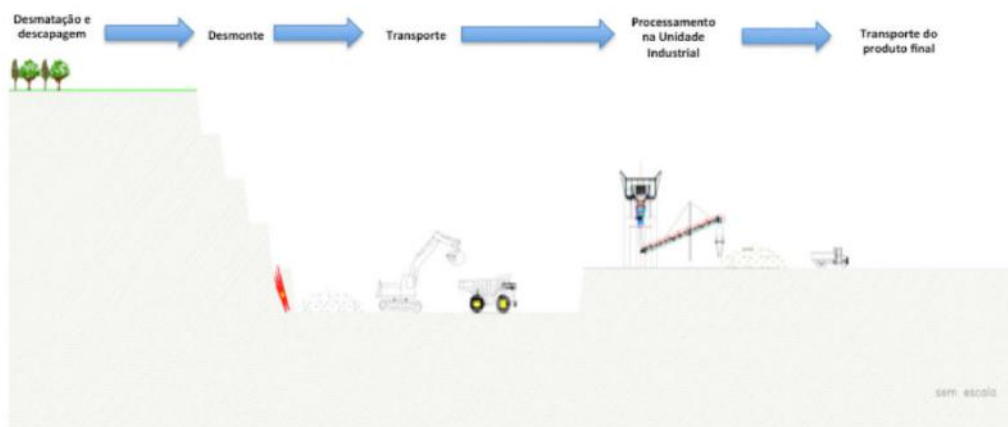 Desmatação e
descapagem
Desmonte
Transporte
Processamento
na Unidade
Industrial
Transporte do
produto final
sem escala